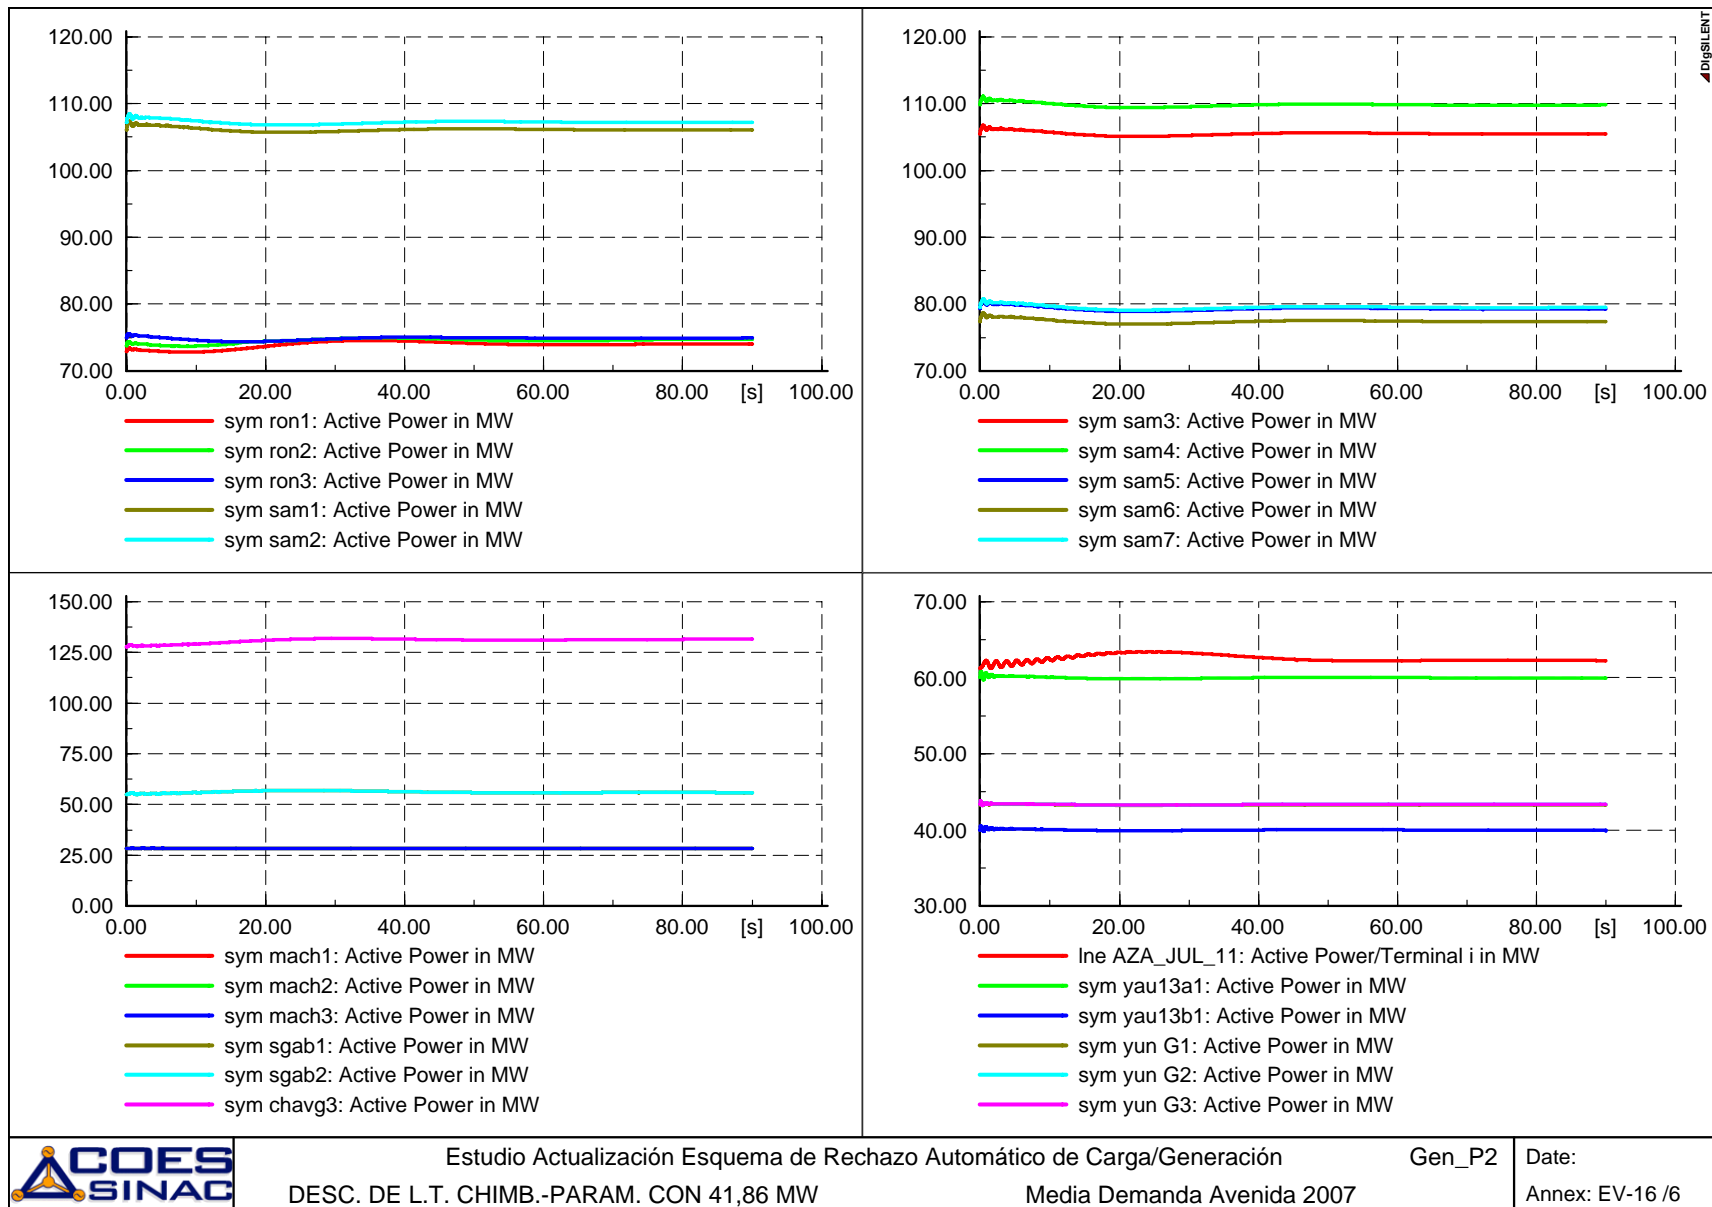 DIgSILENT
120.00
110.00
100.00
90.00
80.00
70.00
0.00 20.00 40.00 60.00 80.00 [s] 100.00
sym ron1: Active Power in MW
sym ron2: Active Power in MW
sym ron3: Active Power in MW
sym sam1: Active Power in MW
sym sam2: Active Power in MW
120.00
110.00
100.00
90.00
80.00
70.00
0.00 20.00 40.00 60.00 80.00 [s] 100.00
sym sam3: Active Power in MW
sym sam4: Active Power in MW
sym sam5: Active Power in MW
sym sam6: Active Power in MW
sym sam7: Active Power in MW
150.00
125.00
100.00
75.00
50.00
25.00
0.00
0.00 20.00 40.00 60.00 80.00 [s] 100.00
sym mach1: Active Power in MW
sym mach2: Active Power in MW
sym mach3: Active Power in MW
sym sgab1: Active Power in MW
sym sgab2: Active Power in MW
sym chavg3: Active Power in MW
70.00
60.00
50.00
40.00
30.00
0.00 20.00 40.00 60.00 80.00 [s] 100.00
lne AZA_JUL_11: Active Power/Terminal i in MW
sym yau13a1: Active Power in MW
sym yau13b1: Active Power in MW
sym yun G1: Active Power in MW
sym yun G2: Active Power in MW
sym yun G3: Active Power in MW
COES
SINAC
Estudio Actualización Esquema de Rechazo Automático de Carga/Generación Gen_P2
DESC. DE L.T. CHIMB.-PARAM. CON 41,86 MW Media Demanda Avenida 2007
Date:
Annex: EV-16 /6